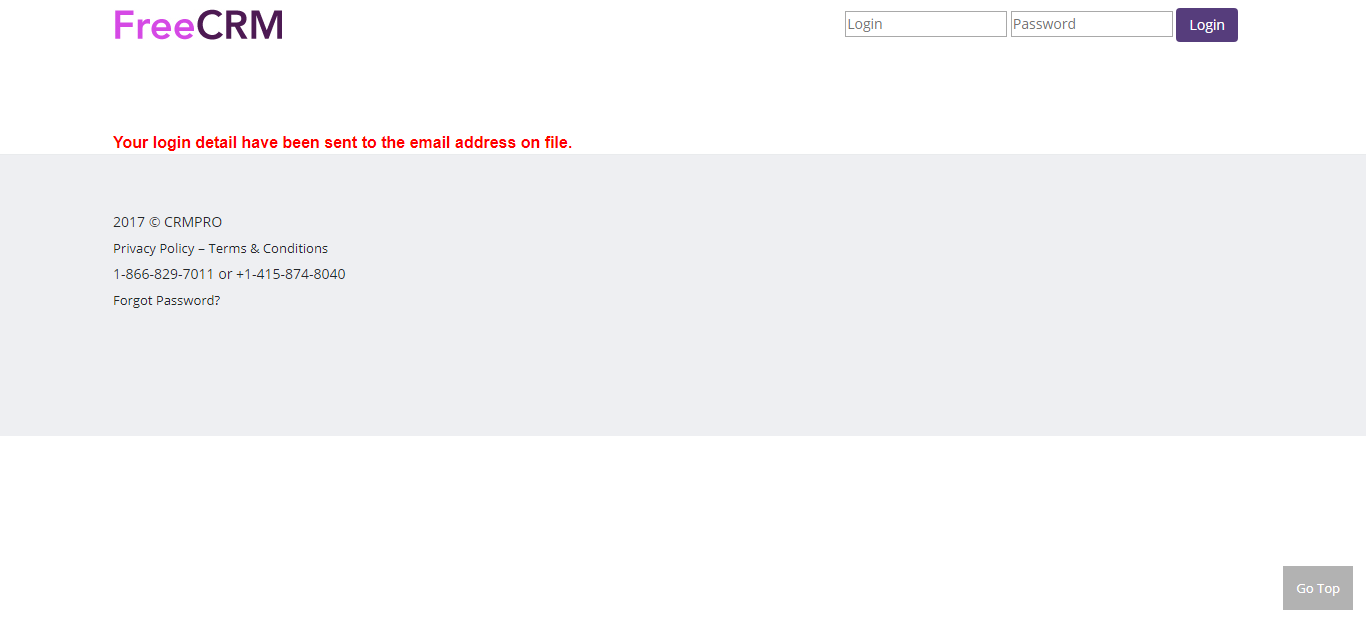 FreeCRM
Login Password Login
Your login detail have been sent to the email address on file.
2017 © CRMPRO
Privacy Policy – Terms & Conditions
1-866-829-7011 or +1-415-874-8040
Forgot Password?
Go Top